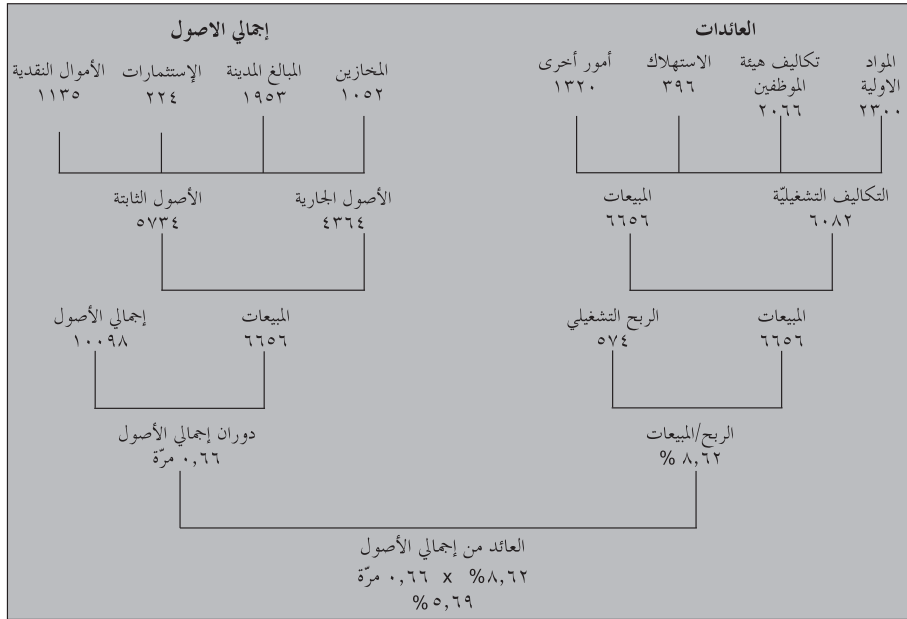 العائدات
إجمالي الاصول
المواد الاولية ٢٣٠٠
تكاليف هيئة الموظفين ٢٠٦٦
الاستهلاك ٣٩٦
أمور أخرى ١٣٢٠
المخازين ١٠٥٢
المبالغ المدينة ١٩٥٣
الإستثمارات ٢٢٤
الأموال النقدية ١١٣٥
التكاليف التشغيليّة ٦٠٨٢
المبيعات ٦٦٥٦
الأصول الجارية ٤٣٦٤
الأصول الثابتة ٥٧٣٤
المبيعات ٦٦٥٦
الربح التشغيلي ٥٧٤
المبيعات ٦٦٥٦
إجمالي الأصول ١٠٠٩٨
الربح/المبيعات
٨,٦٢ %
دوران إجمالي الأصول
٠,٦٦ مرّة
العائد من إجمالي الأصول
٨,٦٢% x ٠,٦٦ مرّة
٥,٦٩ %